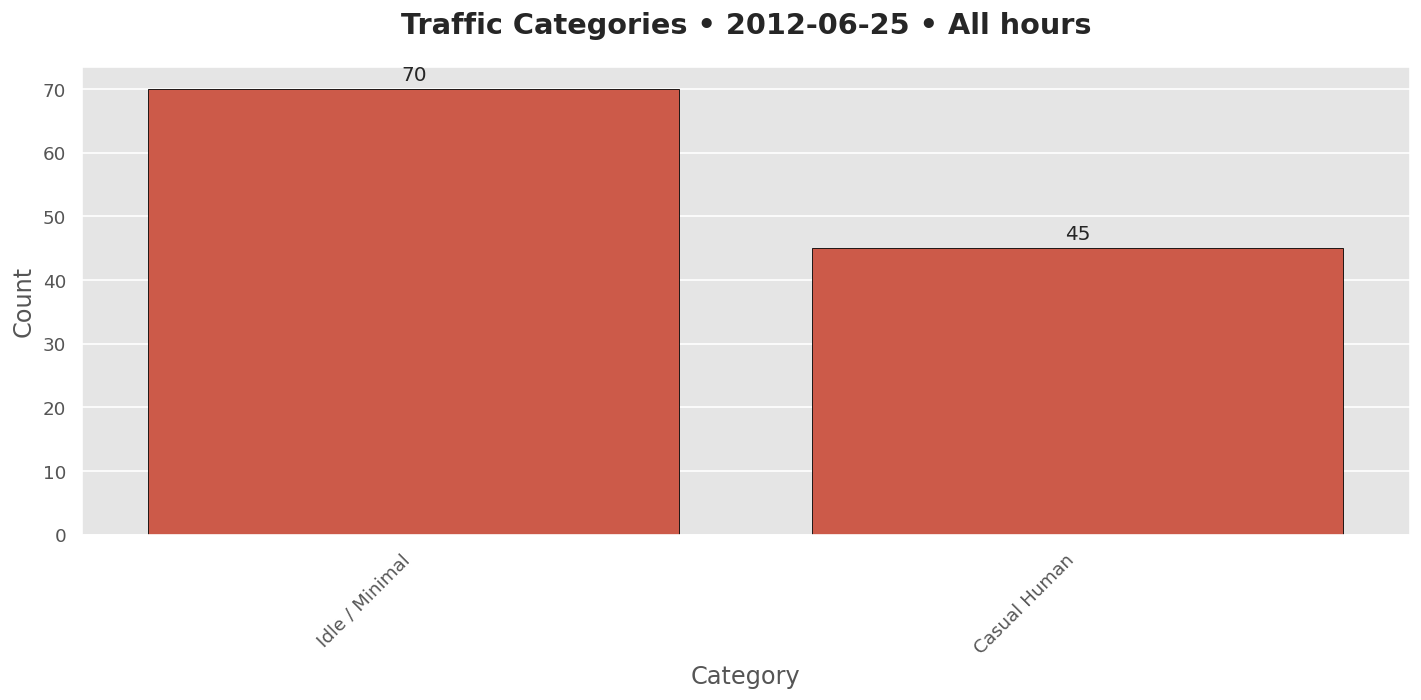 Traffic Categories • 2012-06-25 • All hours
70
45
70
60
50
40
30
20
10
0
Count
Idle / Minimal
Casual Human
Category